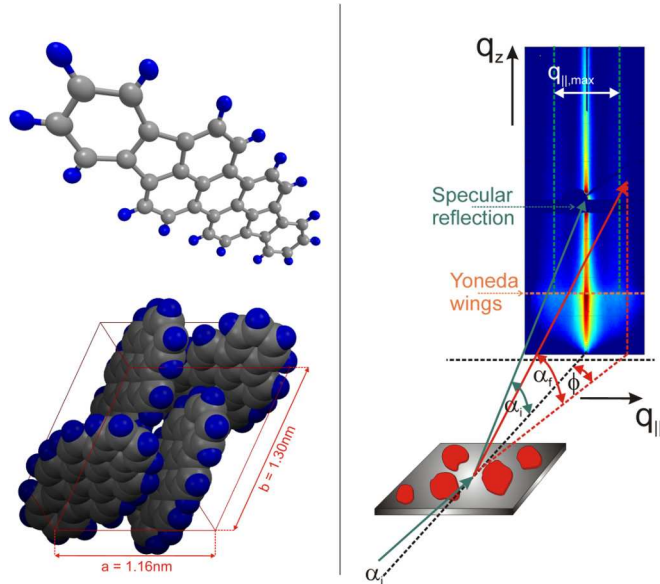 b = 1.30nm
a = 1.16nm
q_z
q_{||,max}
Specular
reflection
Yoneda
wings
α_i
α_f
ϕ
q_{||}
α_i